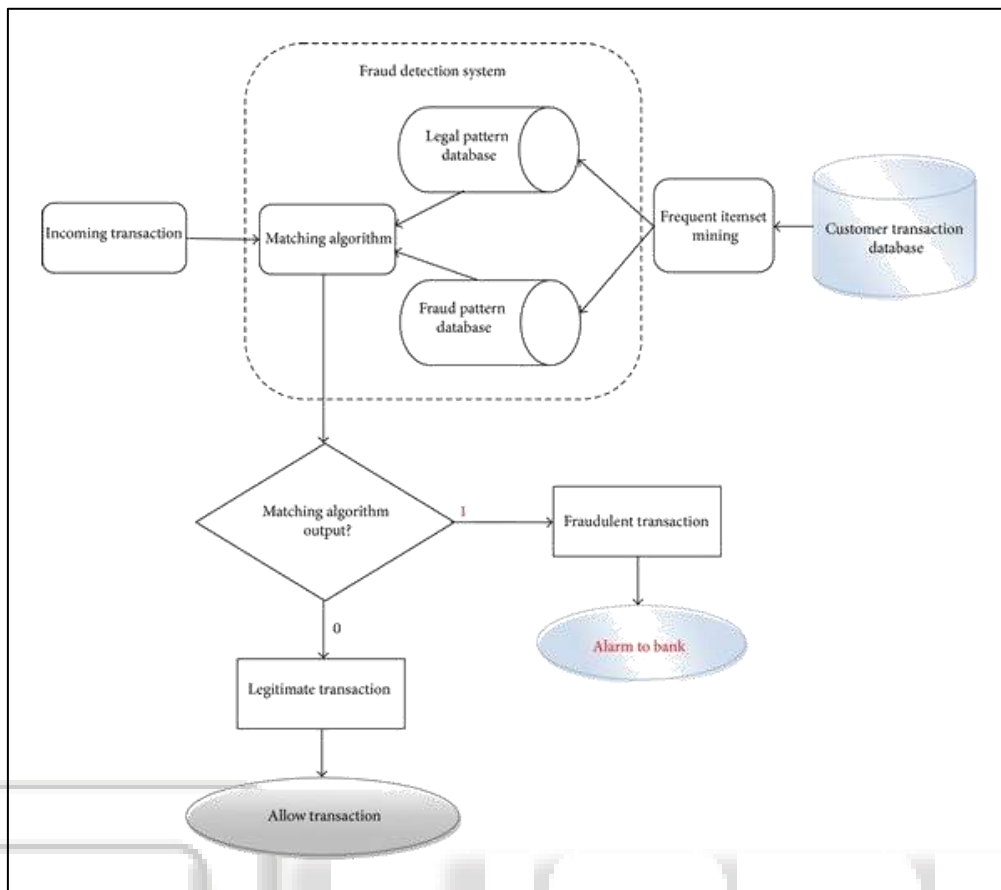 Fraud detection system
Legal pattern
database
Incoming transaction
Matching algorithm
Frequent itemset
mining
Customer transaction
database
Fraud pattern
database
Matching algorithm
output?
1
Fraudulent transaction
0
Alarm to bank
Legitimate transaction
Allow transaction